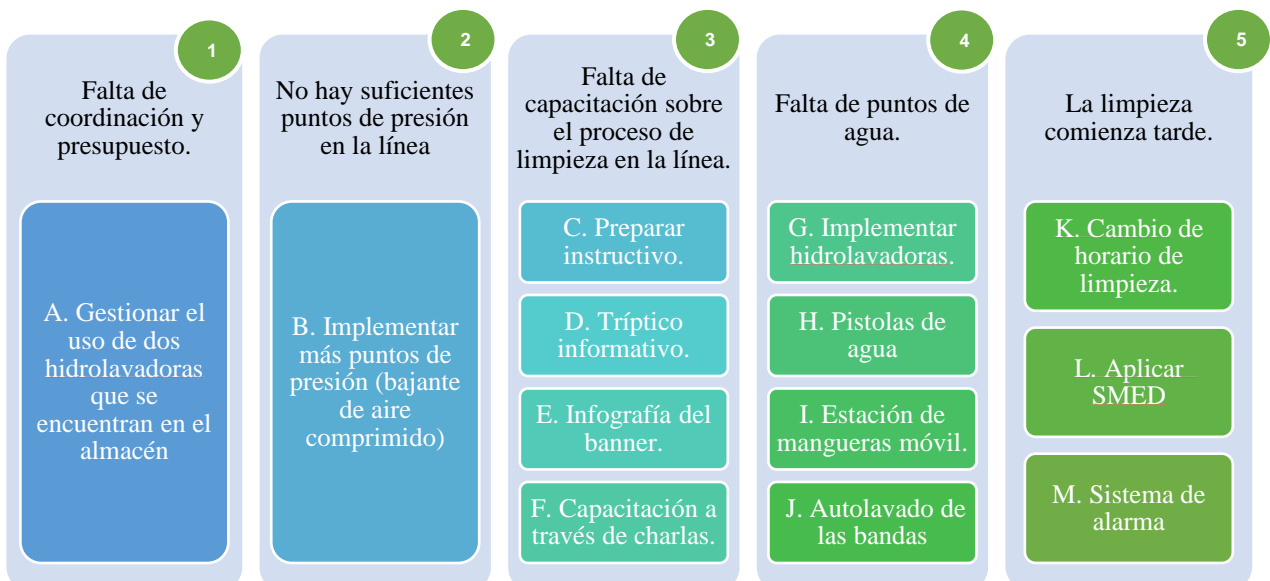 1
Falta de
coordinación y
presupuesto.
A. Gestionar el
uso de dos
hidrolavadoras
que se
encuentran en el
almacén
2
No hay suficientes
puntos de presión
en la línea
B. Implementar
más puntos de
presión (bajante
de aire
comprimido)
3
Falta de
capacitación sobre
el proceso de
limpieza en la línea.
C. Preparar
instructivo.
D. Tríptico
informativo.
E. Infografía del
banner.
F. Capacitación a
través de charlas.
4
Falta de puntos de
agua.
G. Implementar
hidrolavadoras.
H. Pistolas de
agua
I. Estación de
mangueras móvil.
J. Autolavado de
las bandas
5
La limpieza
comienza tarde.
K. Cambio de
horario de
limpieza.
L. Aplicar
SMED
M. Sistema de
alarma